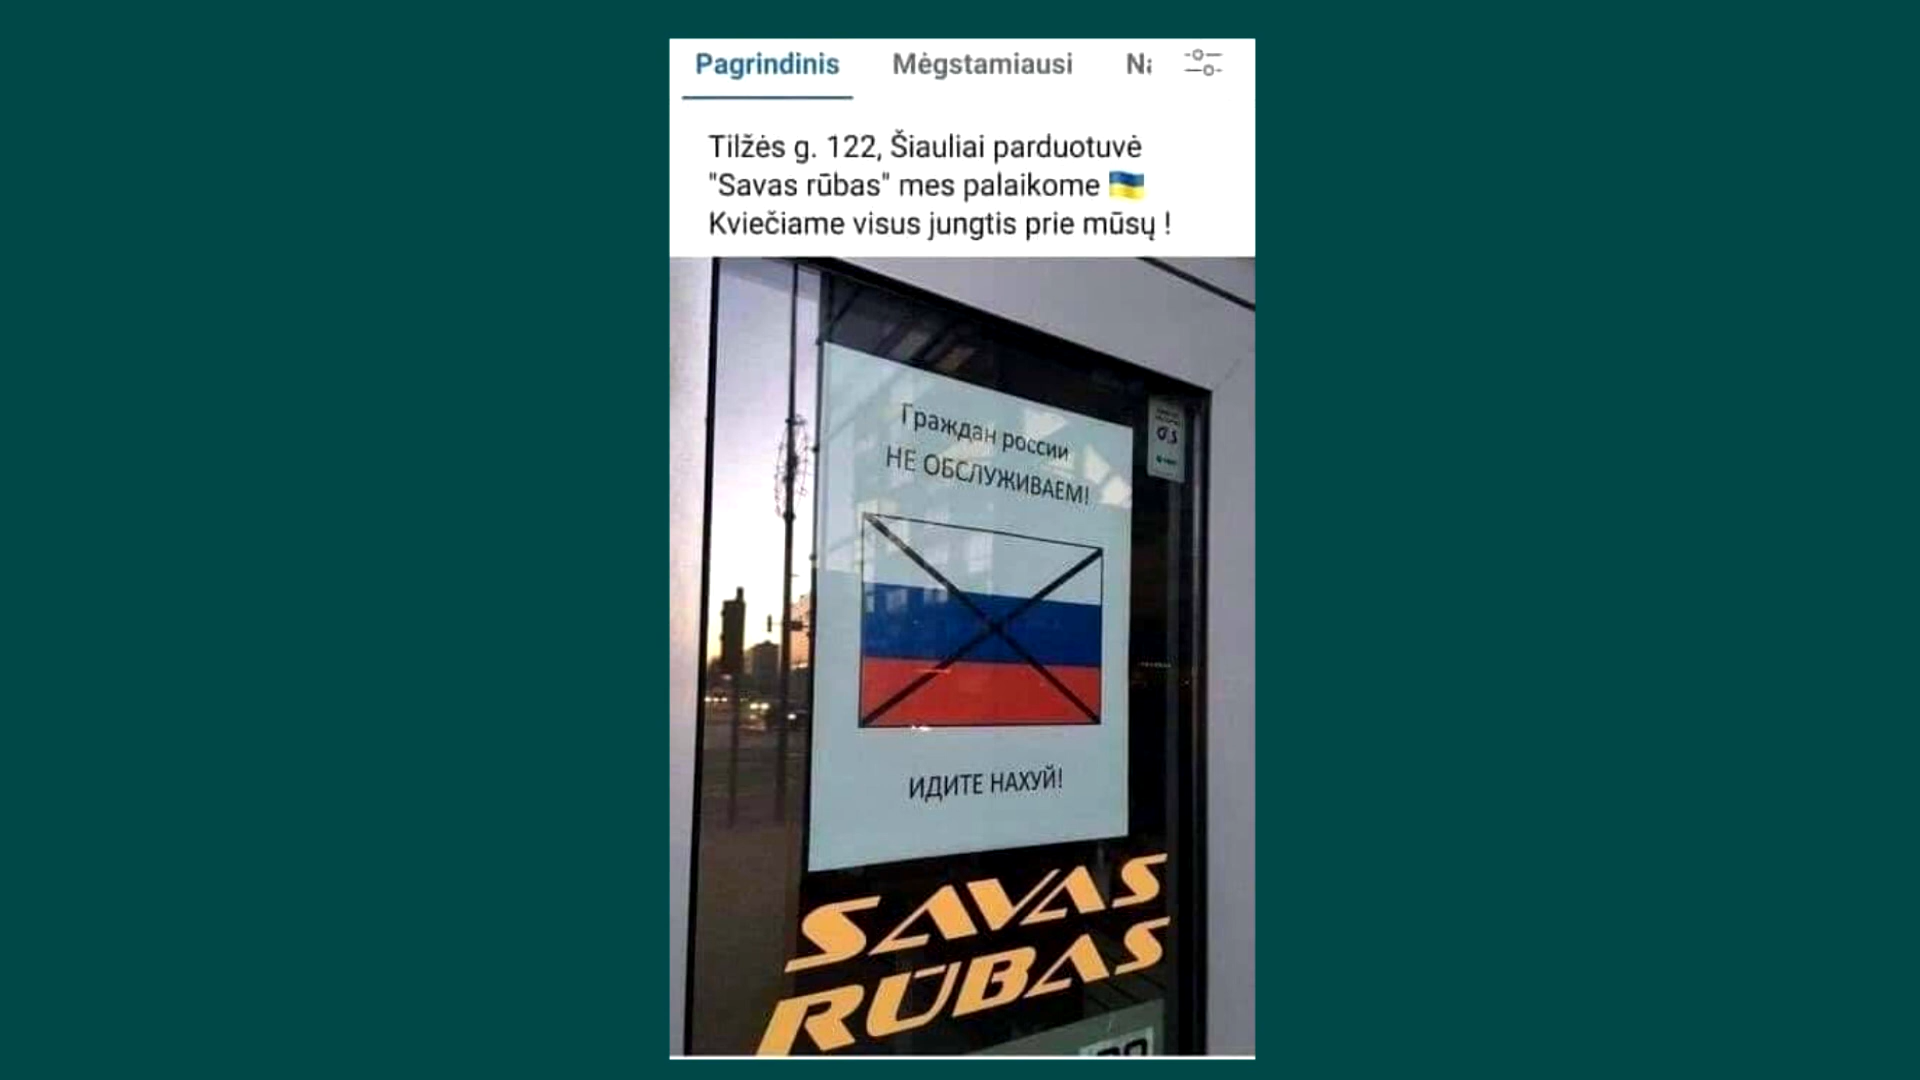 Pagrindinis Mėgstamiausi
Tilžės g. 122, Šiauliai parduotuvė
"Savas rūbas" mes palaikome 🇺🇦
Kviečiame visus jungtis prie mūsų !
Граждан россии
НЕ ОБСЛУЖИВАЕМ!
ИДИТЕ НАХУЙ!
SAVAS
RŪBAS